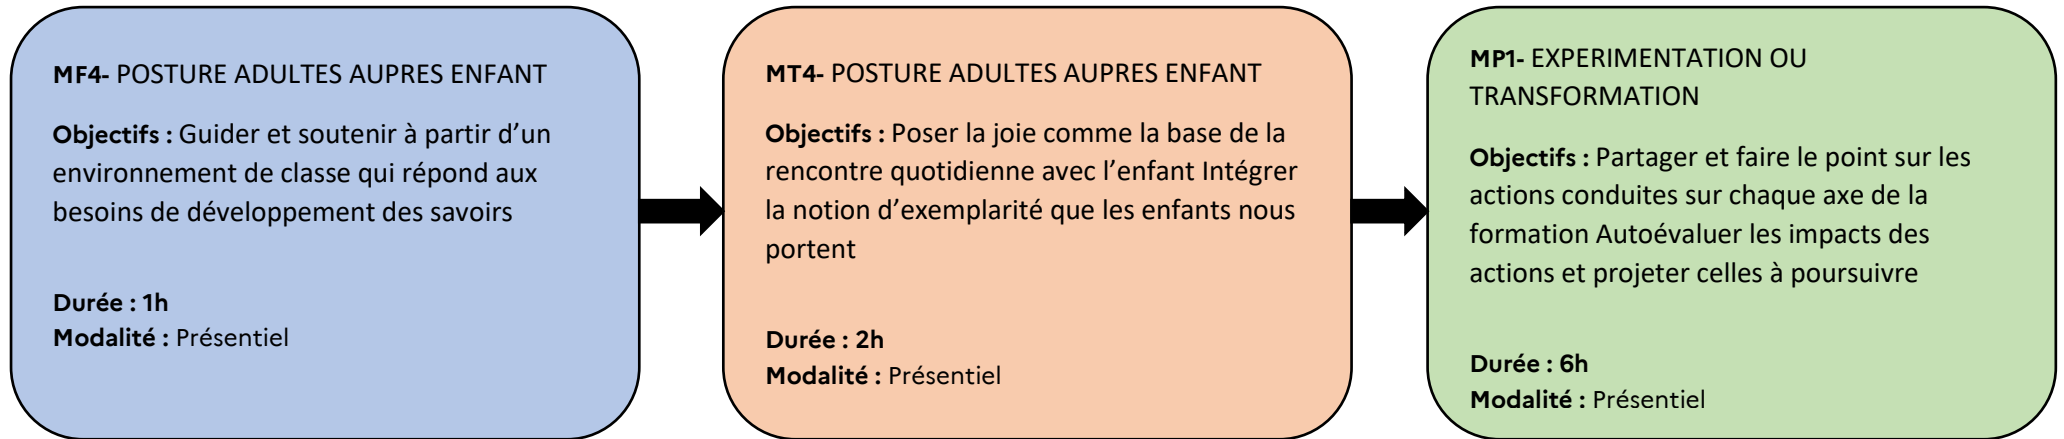 MF4- POSTURE ADULTES AUPRES ENFANT
Objectifs : Guider et soutenir à partir d’un
environnement de classe qui répond aux
besoins de développement des savoirs
Durée : 1h
Modalité : Présentiel
MT4- POSTURE ADULTES AUPRES ENFANT
Objectifs : Poser la joie comme la base de la
rencontre quotidienne avec l’enfant Intégrer
la notion d’exemplarité que les enfants nous
portent
Durée : 2h
Modalité : Présentiel
MP1- EXPERIMENTATION OU
TRANSFORMATION
Objectifs : Partager et faire le point sur les
actions conduites sur chaque axe de la
formation Autoévaluer les impacts des
actions et projeter celles à poursuivre
Durée : 6h
Modalité : Présentiel